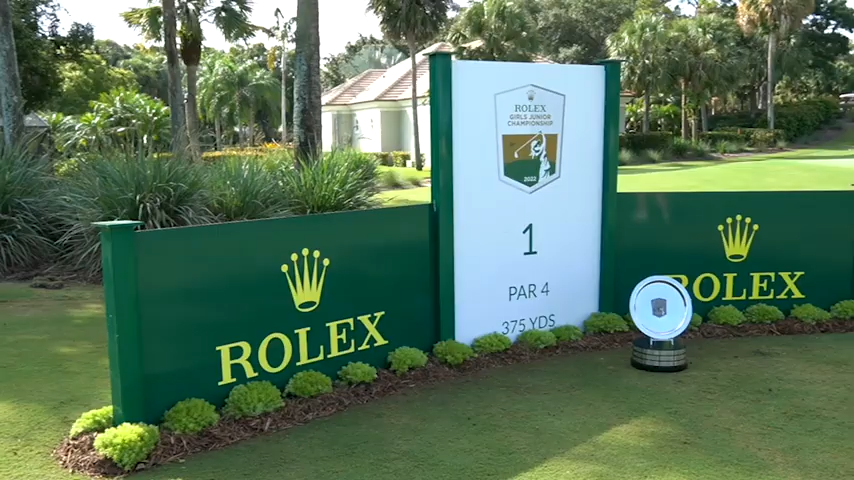 ROLEX
GIRLS JUNIOR
CHAMPIONSHIP
2022
1
PAR 4
375 YDS
ROLEX
ROLEX